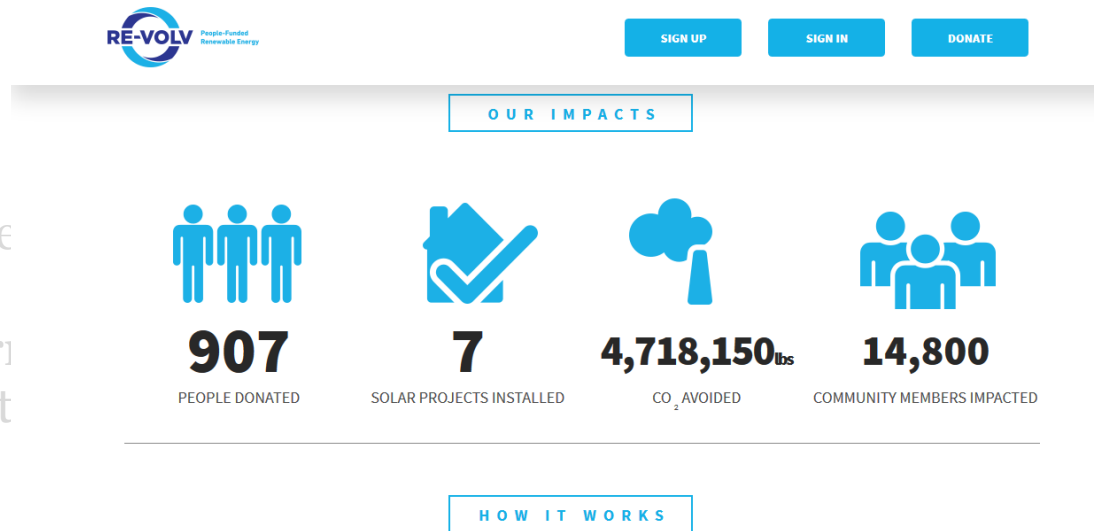 RE-VOLV
People-Funded
Renewable Energy
SIGN UP
SIGN IN
DONATE
OUR IMPACTS
907
PEOPLE DONATED
7
SOLAR PROJECTS INSTALLED
4,718,150lbs
CO2 AVOIDED
14,800
COMMUNITY MEMBERS IMPACTED
HOW IT WORKS